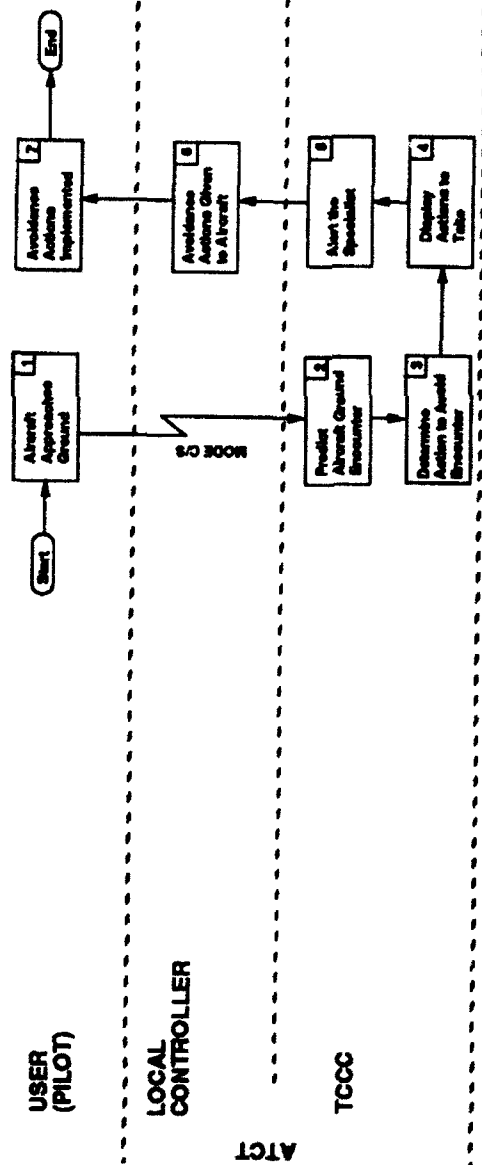 USER
(PILOT)
Start
1
Aircraft
Approaches
Ground
7
Avoidance
Actions
Implemented
End
ATCT
LOCAL
CONTROLLER
MODE C/S
6
Avoidance
Actions Given
to Aircraft
TCCC
2
Predict
Aircraft Ground
Encounter
3
Determine
Action to Avoid
Encounter
4
Display
Actions to
Take
5
Alert the
Specialist